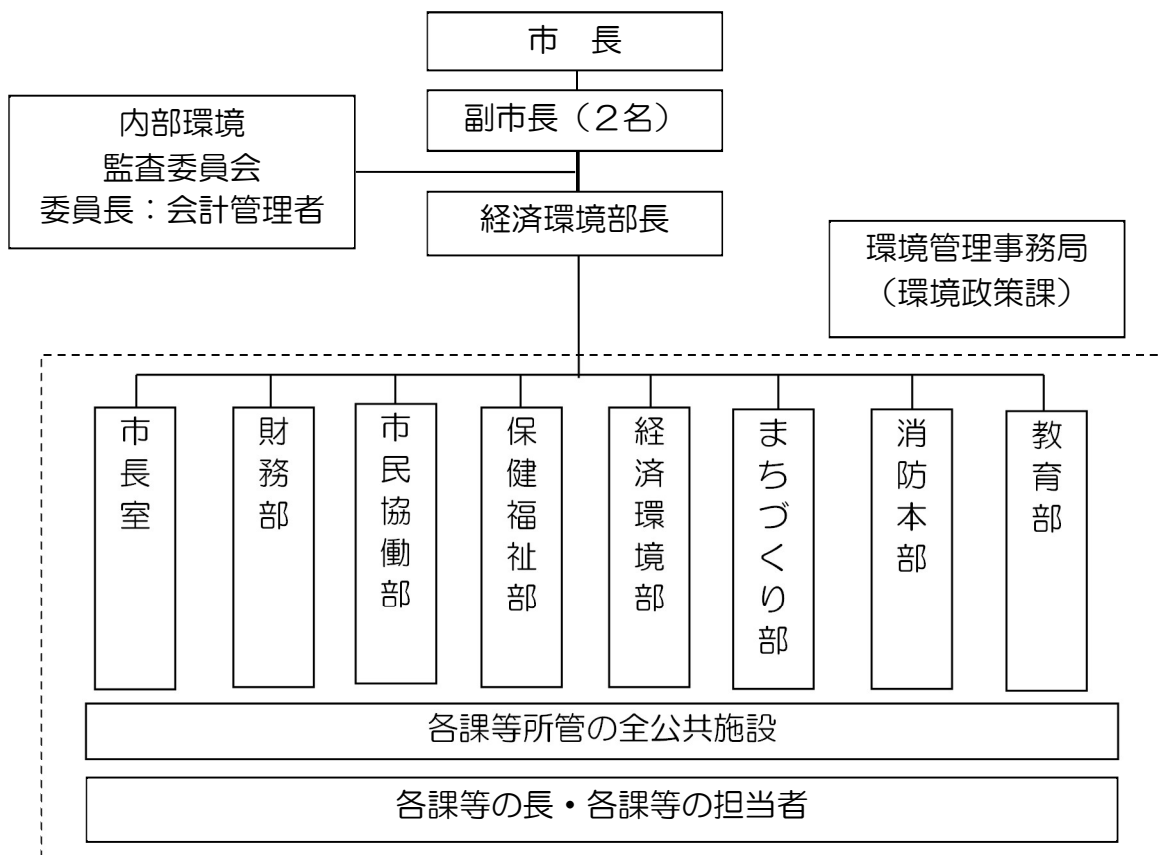 市　長
副市長（２名）
内部環境
監査委員会
委員長：会計管理者
経済環境部長
環境管理事務局
（環境政策課）
市長室
財務部
市民協働部
保健福祉部
経済環境部
まちづくり部
消防本部
教育部
各課等所管の全公共施設
各課等の長・各課等の担当者